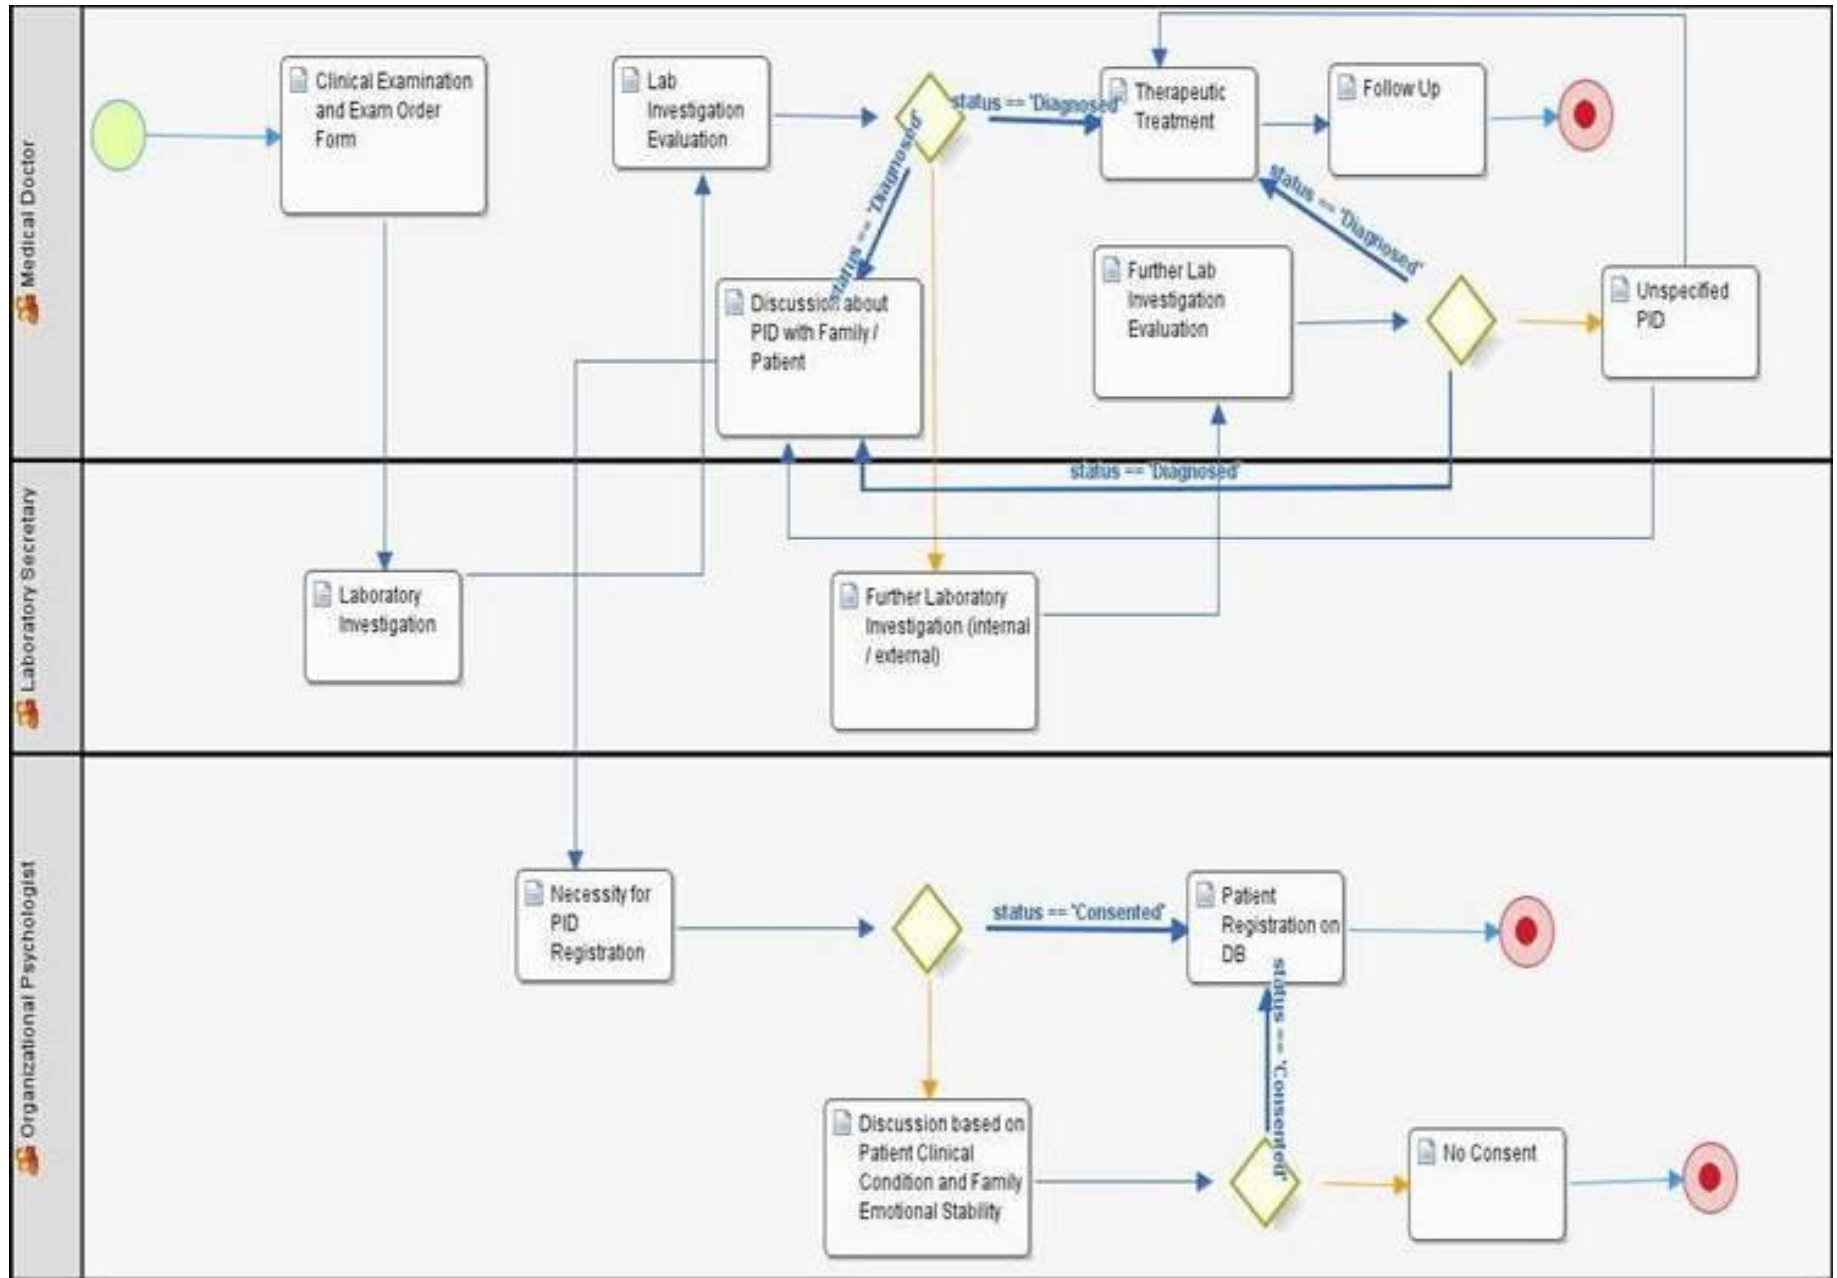 Medical Doctor
Clinical Examination
and Exam Order
Form
Lab
Investigation
Evaluation
status == 'Diagnosed'
status == 'Diagnosed'
Therapeutic
Treatment
Follow Up
status == 'Diagnosed'
Discussion about
PID with Family /
Patient
Further Lab
Investigation
Evaluation
Unspecified
PID
status == 'Diagnosed'
Laboratory Secretary
Laboratory
Investigation
Further Laboratory
Investigation (internal
/ external)
Organizational Psychologist
Necessity for
PID
Registration
status == 'Consented'
Patient
Registration on
DB
status == 'Consented'
Discussion based on
Patient Clinical
Condition and Family
Emotional Stability
No Consent